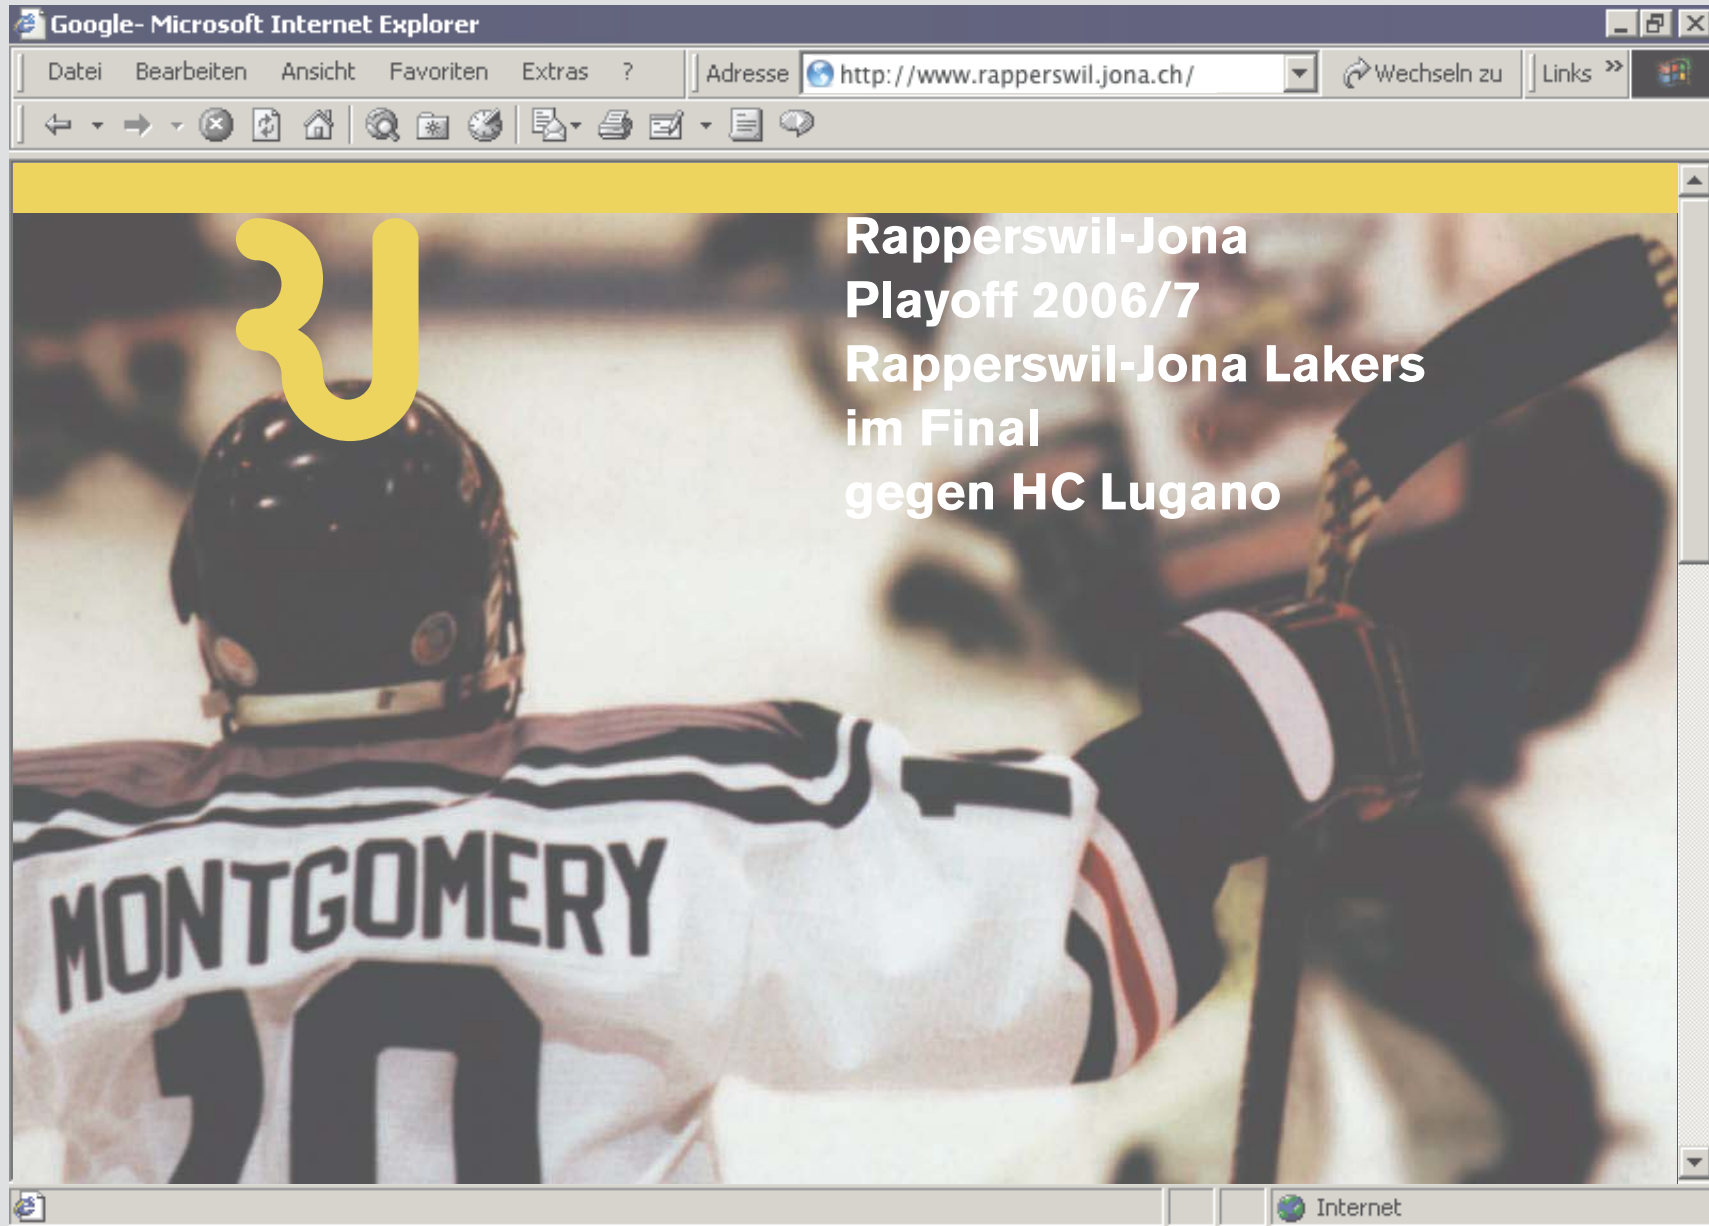 Google- Microsoft Internet Explorer
Datei Bearbeiten Ansicht Favoriten Extras ? Adresse http://www.rapperswil.jona.ch/ Wechseln zu Links »
Rapperswil-Jona
Playoff 2006/7
Rapperswil-Jona Lakers
im Final
gegen HC Lugano
MONTGOMERY
10
Internet